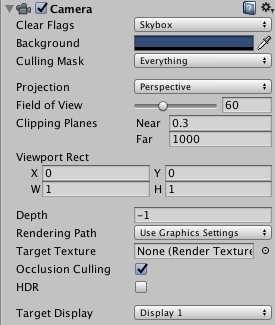 Camera
Clear Flags Skybox
Background
Culling Mask Everything
Projection Perspective
Field of View 60
Clipping Planes Near 0.3
Far 1000
Viewport Rect
X 0 Y 0
W 1 H 1
Depth -1
Rendering Path Use Graphics Settings
Target Texture None (Render Texture
Occlusion Culling
HDR
Target Display Display 1